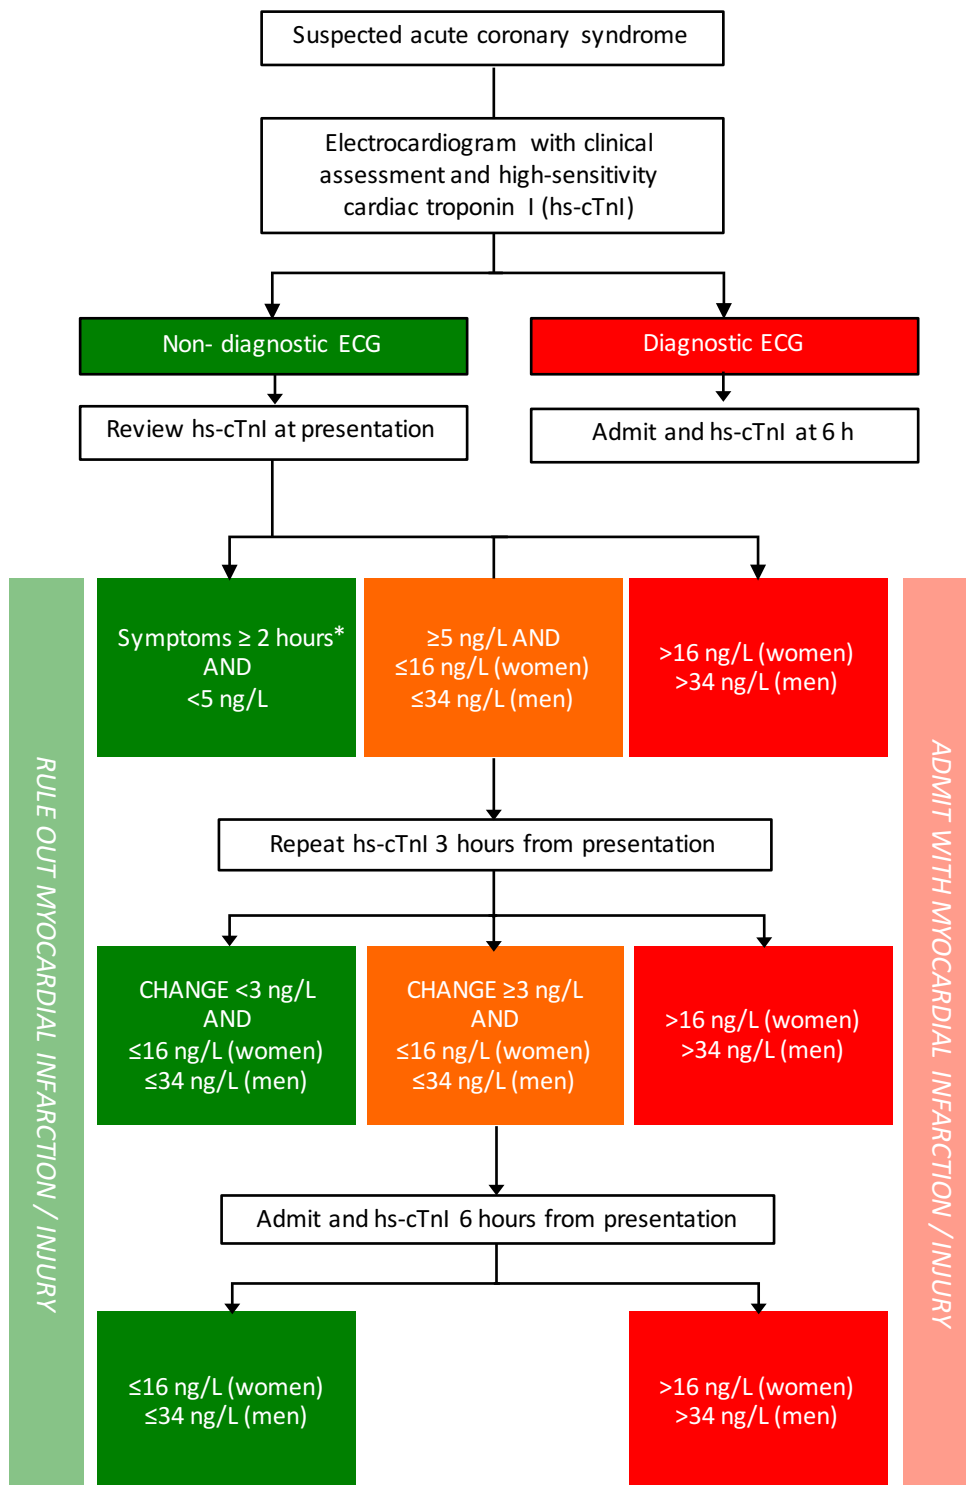 Suspected acute coronary syndrome
Electrocardiogram with clinical
assessment and high-sensitivity
cardiac troponin I (hs-cTnI)
Non- diagnostic ECG
Diagnostic ECG
Review hs-cTnI at presentation
Admit and hs-cTnI at 6 h
Symptoms ≥ 2 hours*
AND
<5 ng/L
≥5 ng/L AND
≤16 ng/L (women)
≤34 ng/L (men)
>16 ng/L (women)
>34 ng/L (men)
RULE OUT MYOCARDIAL INFARCTION / INJURY
ADMIT WITH MYOCARDIAL INFARCTION / INJURY
Repeat hs-cTnI 3 hours from presentation
CHANGE <3 ng/L
AND
≤16 ng/L (women)
≤34 ng/L (men)
CHANGE ≥3 ng/L
AND
≤16 ng/L (women)
≤34 ng/L (men)
>16 ng/L (women)
>34 ng/L (men)
Admit and hs-cTnI 6 hours from presentation
≤16 ng/L (women)
≤34 ng/L (men)
>16 ng/L (women)
>34 ng/L (men)